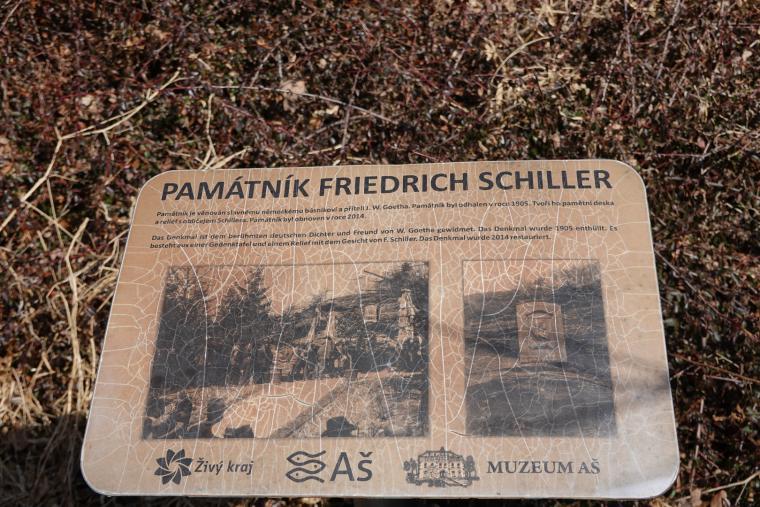 PAMÁTNÍK FRIEDRICH SCHILLER
Památník je věnován slavnému německému básníkovi a příteli J. W. Goetha. Památník byl odhalen v roce 1905. Tvoří ho pamětní deska
a relief s obličejem Schillera. Památník byl obnoven v roce 2014.
Das Denkmal ist dem berühmten deutschen Dichter und Freund von W. Goethe gewidmet. Das Denkmal wurde 1905 enthüllt. Es
besteht aus einer Gedenktafel und einem Relief mit dem Gesicht von F. Schiller. Das Denkmal wurde 2014 restauriert.
Živý kraj
AŠ
MUZEUM AŠ